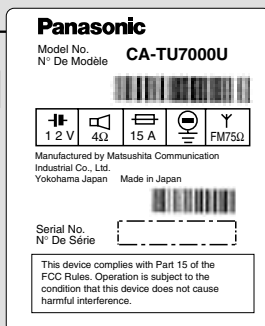 Panasonic
Model No.
N° De Modèle
CA-TU7000U
12V 4Ω 15 A FM75Ω
Manufactured by Matsushita Communication
Industrial Co., Ltd.
Yokohama Japan Made in Japan
Serial No.
N° De Série
This device complies with Part 15 of the
FCC Rules. Operation is subject to the
condition that this device does not cause
harmful interference.